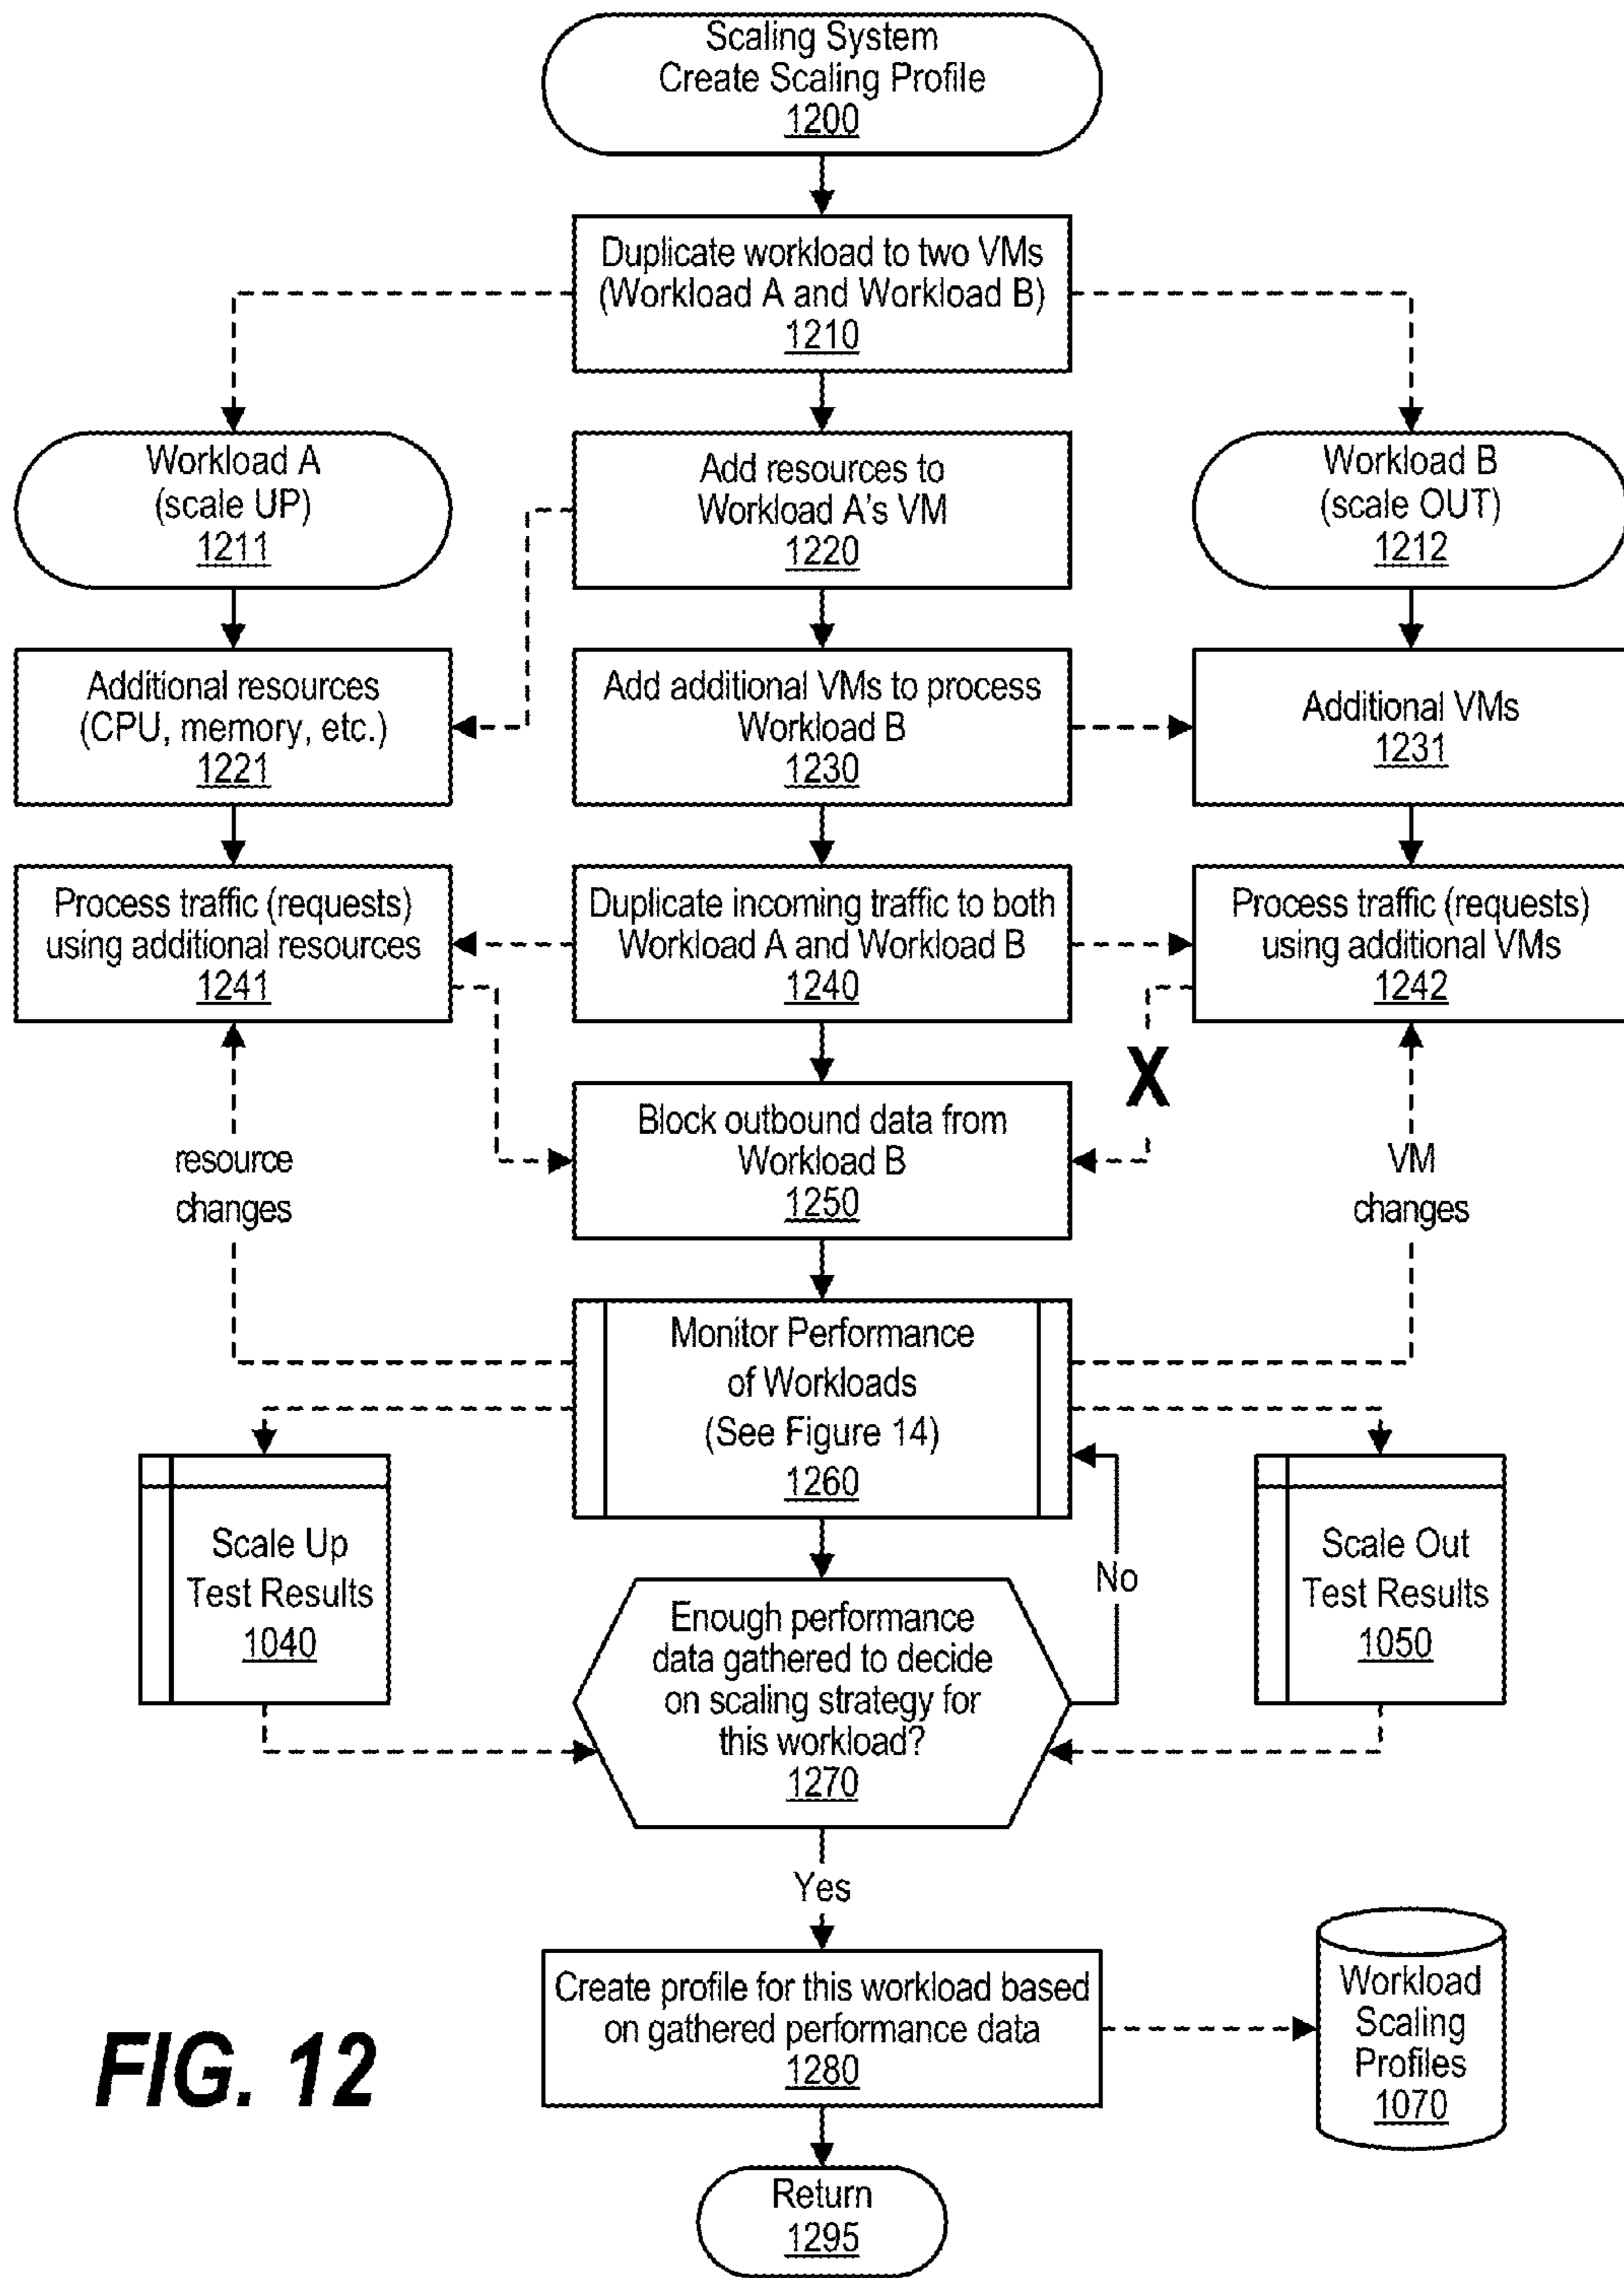 Scaling System
Create Scaling Profile
1200
Duplicate workload to two VMs
(Workload A and Workload B)
1210
Workload A
(scale UP)
1211
Add resources to
Workload A's VM
1220
Workload B
(scale OUT)
1212
Additional resources
(CPU, memory, etc.)
1221
Add additional VMs to process
Workload B
1230
Additional VMs
1231
Process traffic (requests)
using additional resources
1241
Duplicate incoming traffic to both
Workload A and Workload B
1240
Process traffic (requests)
using additional VMs
1242
X
Block outbound data from
Workload B
1250
resource
changes
VM
changes
Monitor Performance
of Workloads
(See Figure 14)
1260
Scale Up
Test Results
1040
No
Scale Out
Test Results
1050
Enough performance
data gathered to decide
on scaling strategy for
this workload?
1270
Yes
Create profile for this workload based
on gathered performance data
1280
Workload
Scaling
Profiles
1070
FIG. 12
Return
1295